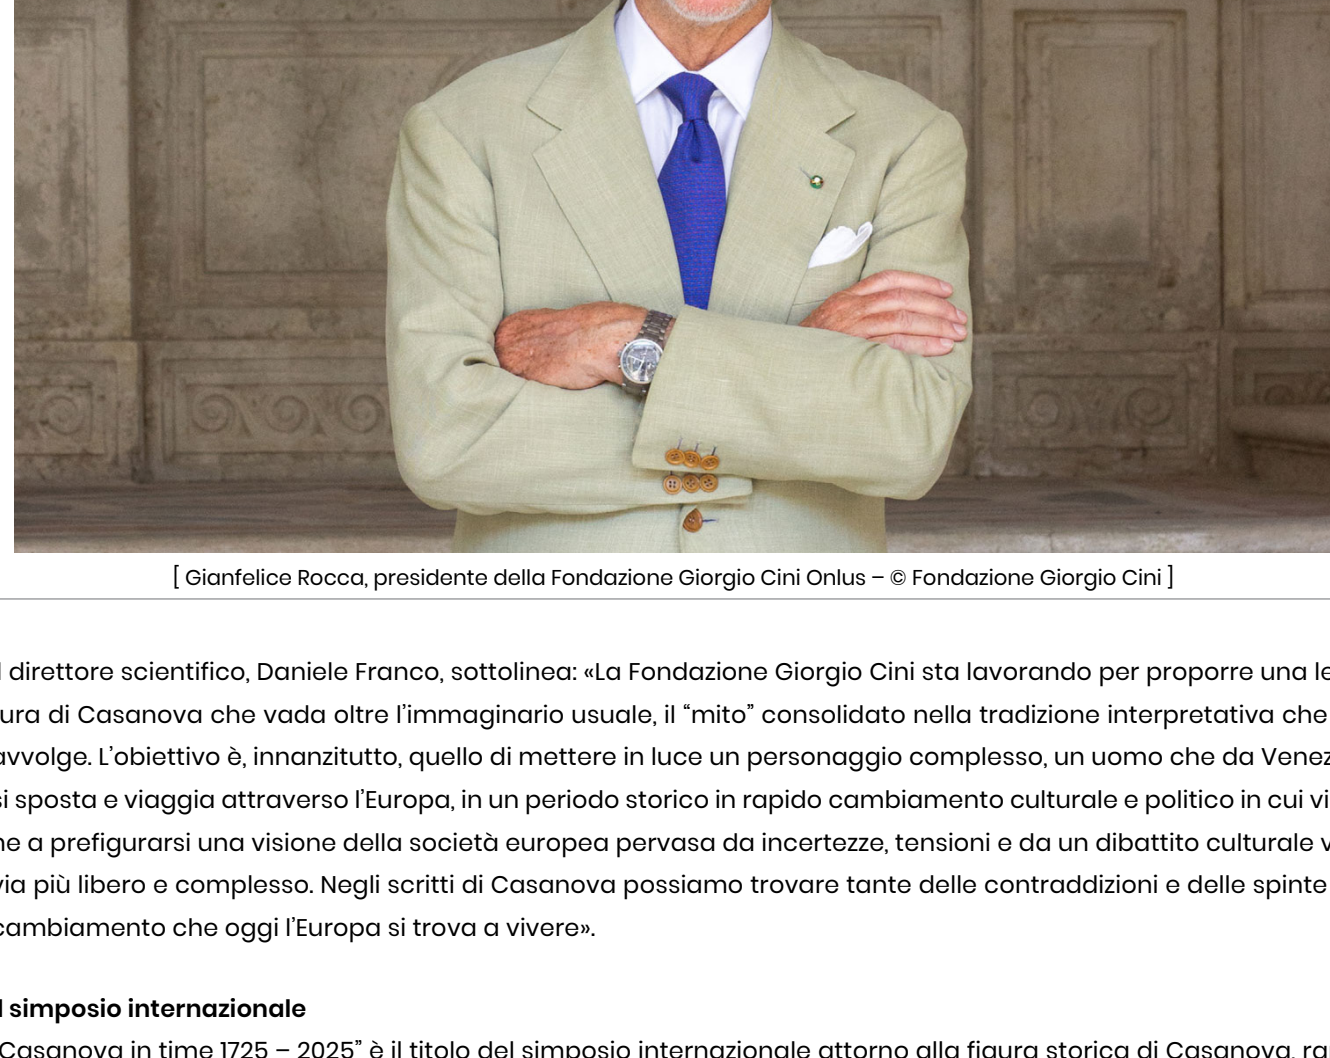 [ Gianfelice Rocca, presidente della Fondazione Giorgio Cini Onlus – © Fondazione Giorgio Cini ]
direttore scientifico, Daniele Franco, sottolinea: «La Fondazione Giorgio Cini sta lavorando per proporre una le
ura di Casanova che vada oltre l’immaginario usuale, il “mito” consolidato nella tradizione interpretativa che
avvolge. L’obiettivo è, innanzitutto, quello di mettere in luce un personaggio complesso, un uomo che da Venez
si sposta e viaggia attraverso l’Europa, in un periodo storico in rapido cambiamento culturale e politico in cui vi
ne a prefigurarsi una visione della società europea pervasa da incertezze, tensioni e da un dibattito culturale v
via più libero e complesso. Negli scritti di Casanova possiamo trovare tante delle contraddizioni e delle spinte
cambiamento che oggi l’Europa si trova a vivere».
l simposio internazionale
Casanova in time 1725 – 2025” è il titolo del simposio internazionale attorno alla figura storica di Casanova, ra